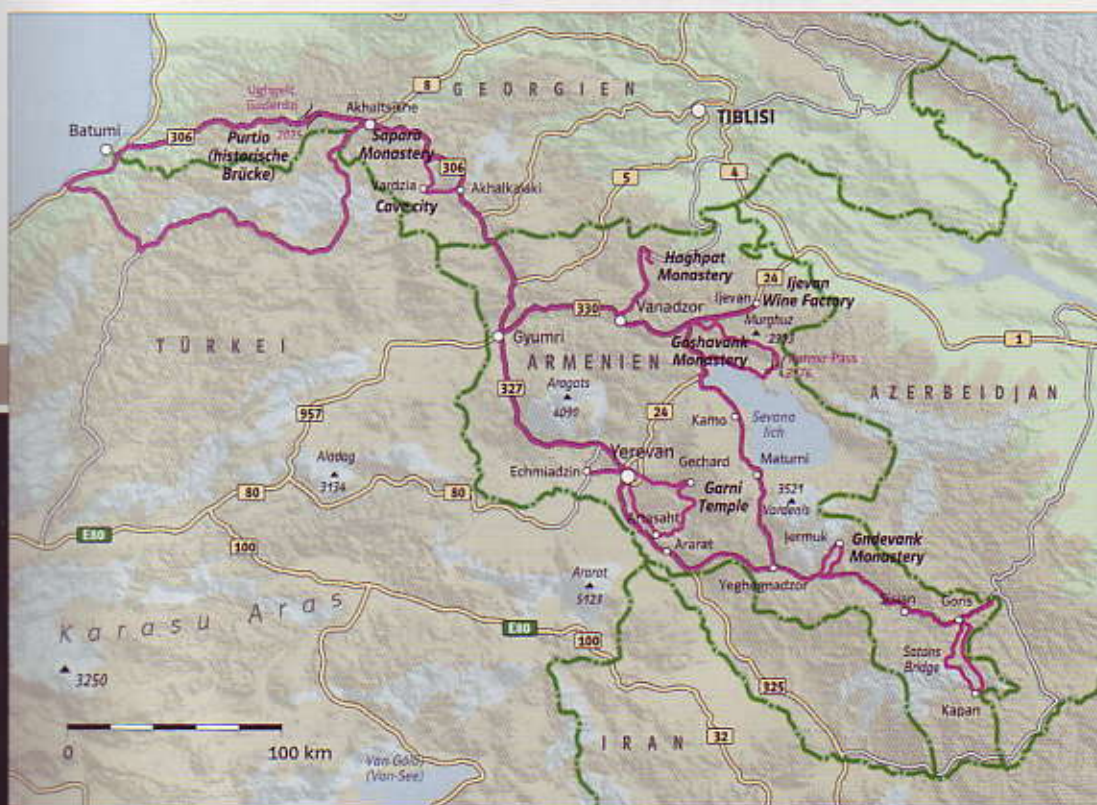 GEORGIEN
8
TIBLISI
Akhaltsikhe
Batumi
306
2025
Purtio
(historische
Brücke)
Sapara
Monastery
306
Vardzia
Akhalkalaki
Cave city
5
4
Haghpat
Monastery
24
Ijevan
Ijevan
Wine Factory
330
Vanadzor
Murghuz
Gyumri
Goshavank
Monastery
1
TÜRKEI
ARMENIEN
AZERBEIDJAN
Aragats
4090
327
957
24
Kamo
Sevana
lich
Yerevan
Echmiadzin
Gechard
Martuni
Aladag
3134
80
80
Garni
Temple
3521
Vardenis
E80
Ararat
Jermuk
Gndevank
Monastery
100
Ararat
5123
Yeghegnadzor
Karasu Aras
Goris
E80
100
Satans
Bridge
3250
325
Kapan
0
100 km
IRAN
32
Van Gölü
(Van-See)